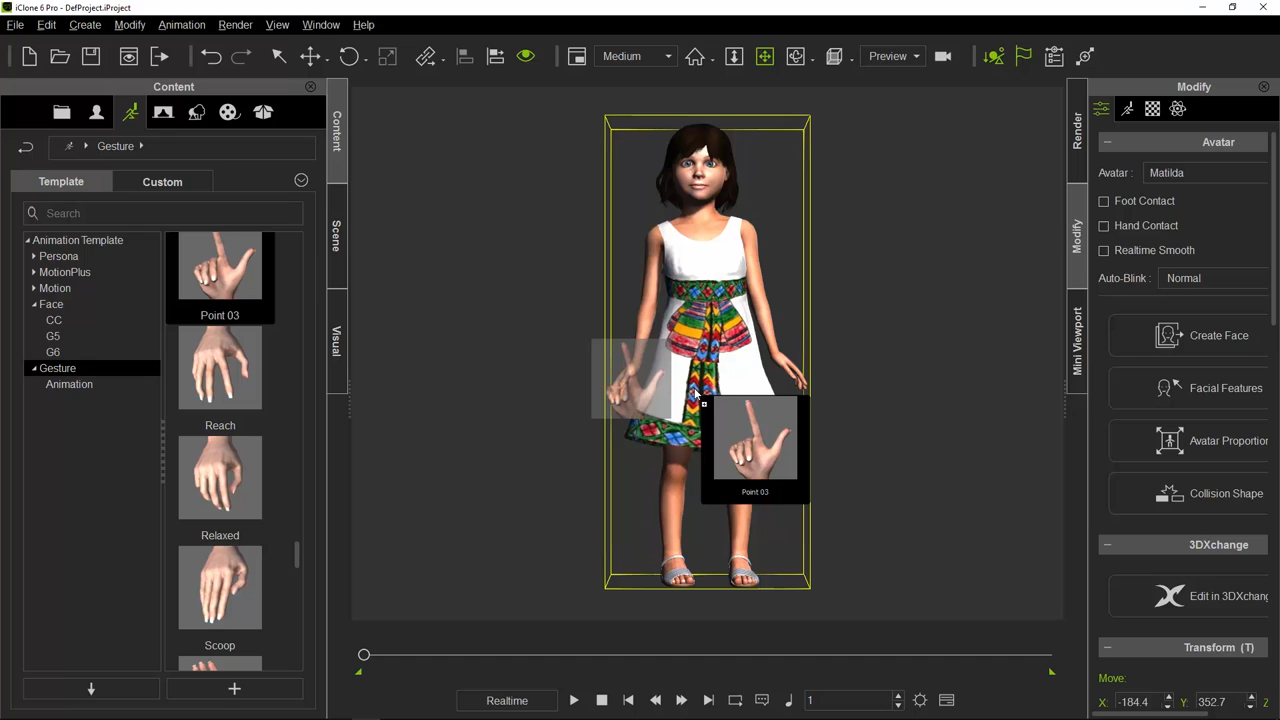 iClone 6 Pro - DefProject.iProject
File Edit Create Modify Animation Render View Window Help
Medium
Preview
Content
Gesture
Template Custom
Search
Animation Template
Persona
MotionPlus
Motion
Face
CC
G5
G6
Gesture
Animation
Point 03
Reach
Relaxed
Scoop
Content
Scene
Visual
Point 03
Render
Modify
Mini Viewport
Modify
Avatar
Avatar : Matilda
Foot Contact
Hand Contact
Realtime Smooth
Auto-Blink : Normal
Create Face
Facial Features
Avatar Proportion
Collision Shape
3DXchange
Edit in 3DXchang
Transform (T)
Move:
X: -184.4 Y: 352.7 Z
Realtime
1